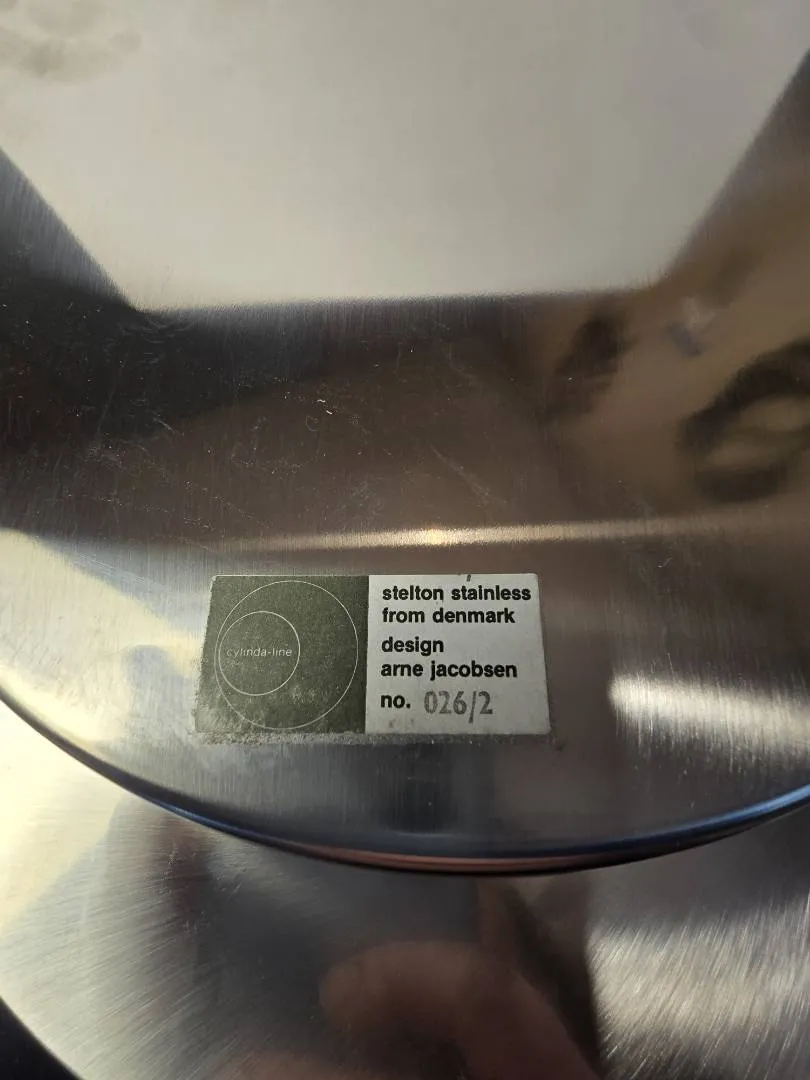 cylinda-line
stelton stainless
from denmark
design
arne jacobsen
no. 026/2